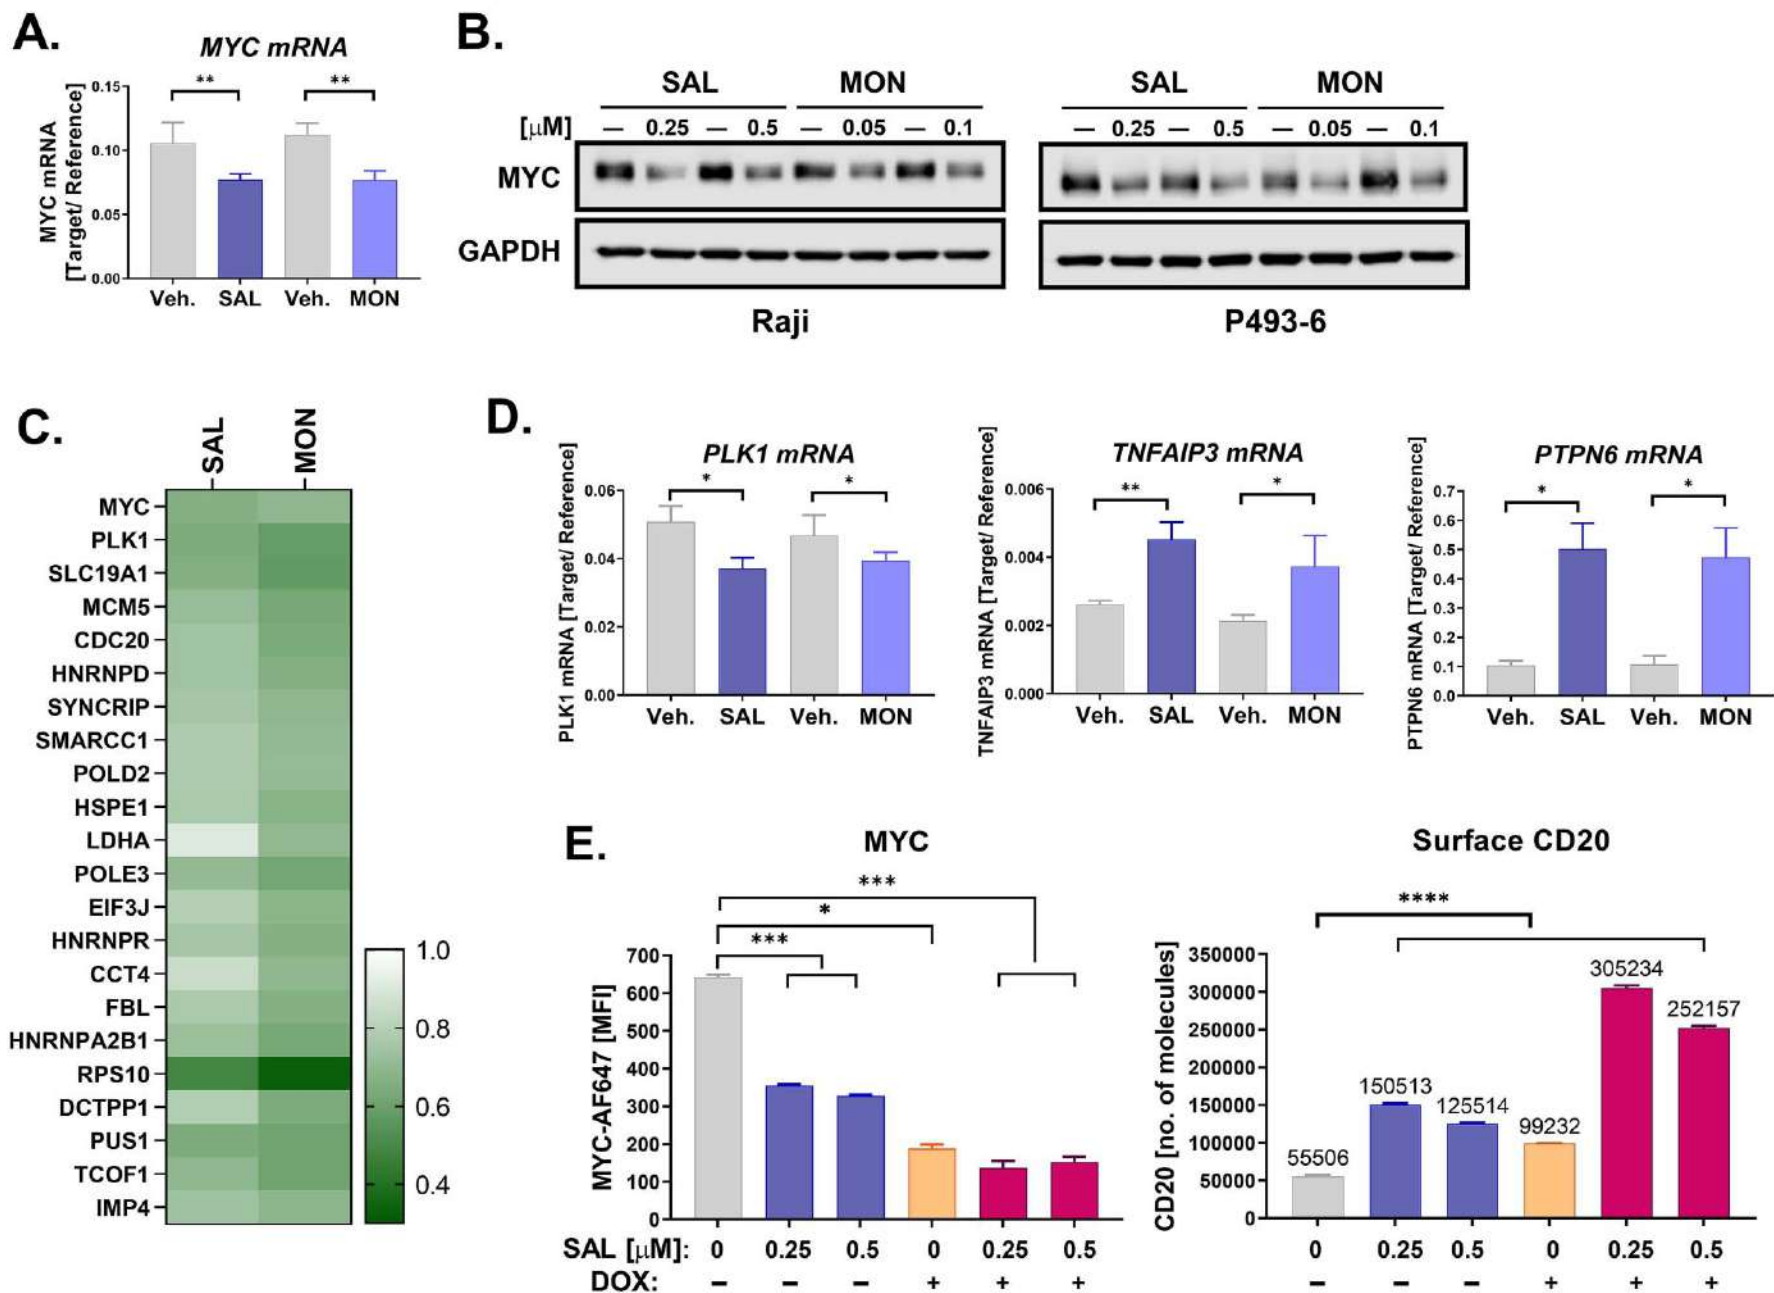 A.
MYC mRNA
**
**
MYC mRNA
[Target/ Reference]
0.15
0.10
0.05
0.00
Veh.
SAL
Veh.
MON
B.
SAL
MON
SAL
MON
[µM]
— 0.25 — 0.5 — 0.05 — 0.1
— 0.25 — 0.5 — 0.05 — 0.1
MYC
GAPDH
Raji
P493-6
C.
SAL
MON
MYC
PLK1
SLC19A1
MCM5
CDC20
HNRNPD
SYNCRIP
SMARCC1
POLD2
HSPE1
LDHA
POLE3
EIF3J
HNRNPR
CCT4
FBL
HNRNPA2B1
RPS10
DCTPP1
PUS1
TCOF1
IMP4
1.0
0.8
0.6
0.4
D.
PLK1 mRNA
*
*
PLK1 mRNA [Target/ Reference]
0.06
0.04
0.02
0.00
Veh.
SAL
Veh.
MON
TNFAIP3 mRNA
**
*
TNFAIP3 mRNA [Target/ Reference]
0.006
0.004
0.002
0.000
Veh.
SAL
Veh.
MON
PTPN6 mRNA
*
*
PTPN6 mRNA [Target/ Reference]
0.7
0.6
0.5
0.4
0.3
0.2
0.1
0.0
Veh.
SAL
Veh.
MON
E.
MYC
***
*
***
MYC-AF647 [MFI]
700
600
500
400
300
200
100
0
SAL [µM]: 0 0.25 0.5 0 0.25 0.5
DOX: – – – + + +
Surface CD20
****
CD20 [no. of molecules]
350000
300000
250000
200000
150000
100000
50000
0
55506
150513
125514
99232
305234
252157
0 0.25 0.5 0 0.25 0.5
– – – + + +